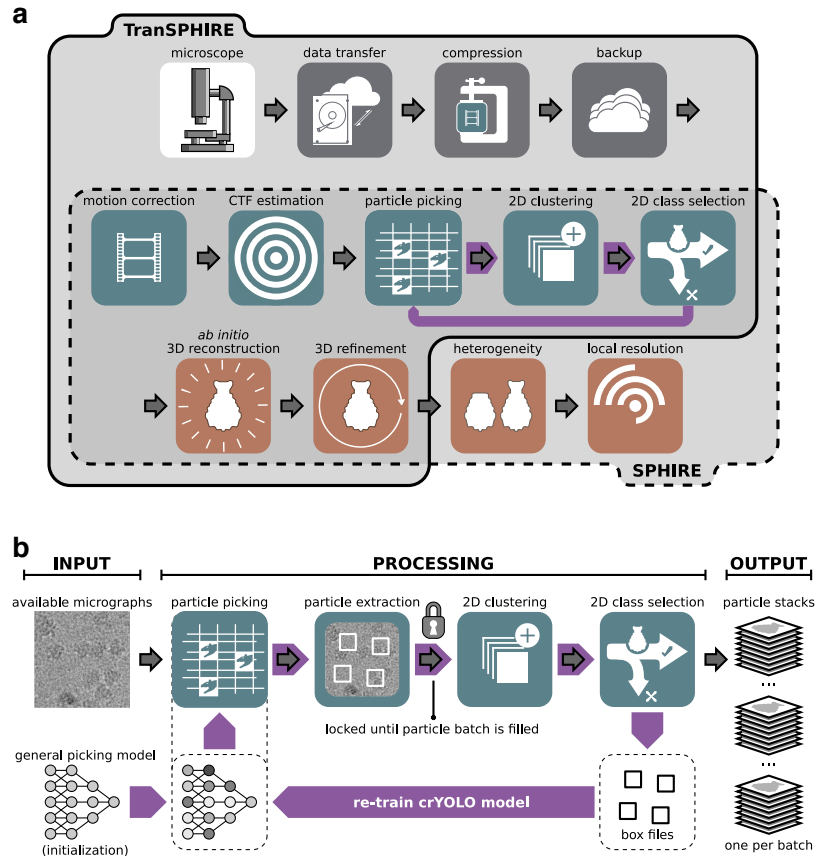 a
TranSPHIRE
microscope
data transfer
compression
backup
motion correction
CTF estimation
particle picking
2D clustering
2D class selection
ab initio
3D reconstruction
3D refinement
heterogeneity
local resolution
SPHIRE
b
INPUT
PROCESSING
OUTPUT
available micrographs
particle picking
particle extraction
2D clustering
2D class selection
particle stacks
locked until particle batch is filled
...
...
general picking model
(initialization)
re-train crYOLO model
box files
one per batch